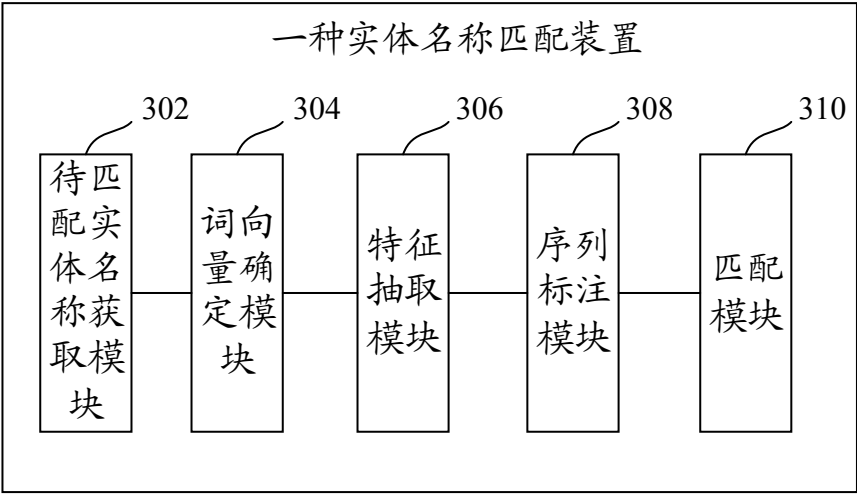 一种实体名称匹配装置
302
304
306
308
310
待匹
配实
体名
称获
取模
块
词向
量确
定模
块
特征
抽取
模块
序列
标注
模块
匹配
模块